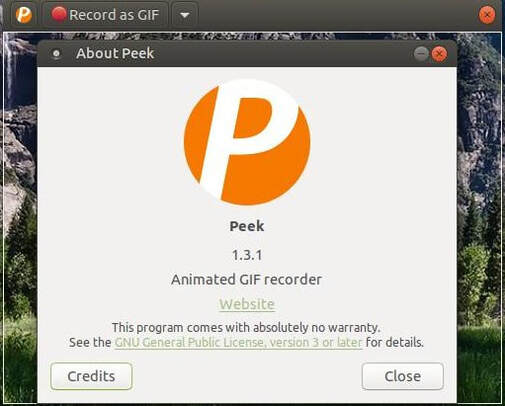 Record as GIF
About Peek
Peek
1.3.1
Animated GIF recorder
Website
This program comes with absolutely no warranty.
See the GNU General Public License, version 3 or later for details.
Credits
Close